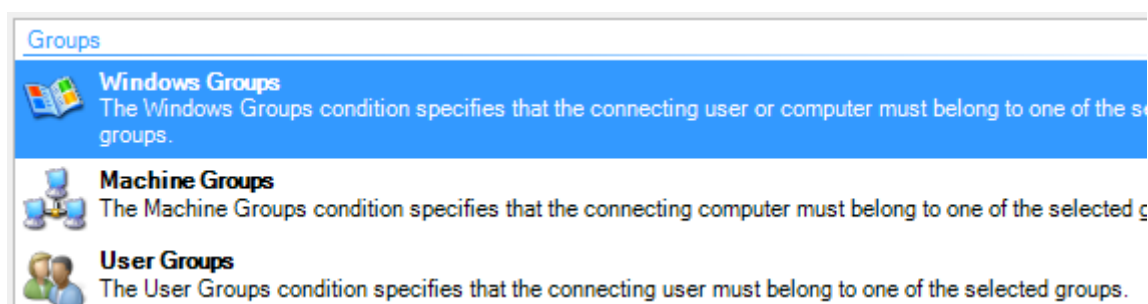 Groups
Windows Groups
The Windows Groups condition specifies that the connecting user or computer must belong to one of the
groups.
Machine Groups
The Machine Groups condition specifies that the connecting computer must belong to one of the selected
User Groups
The User Groups condition specifies that the connecting user must belong to one of the selected groups.